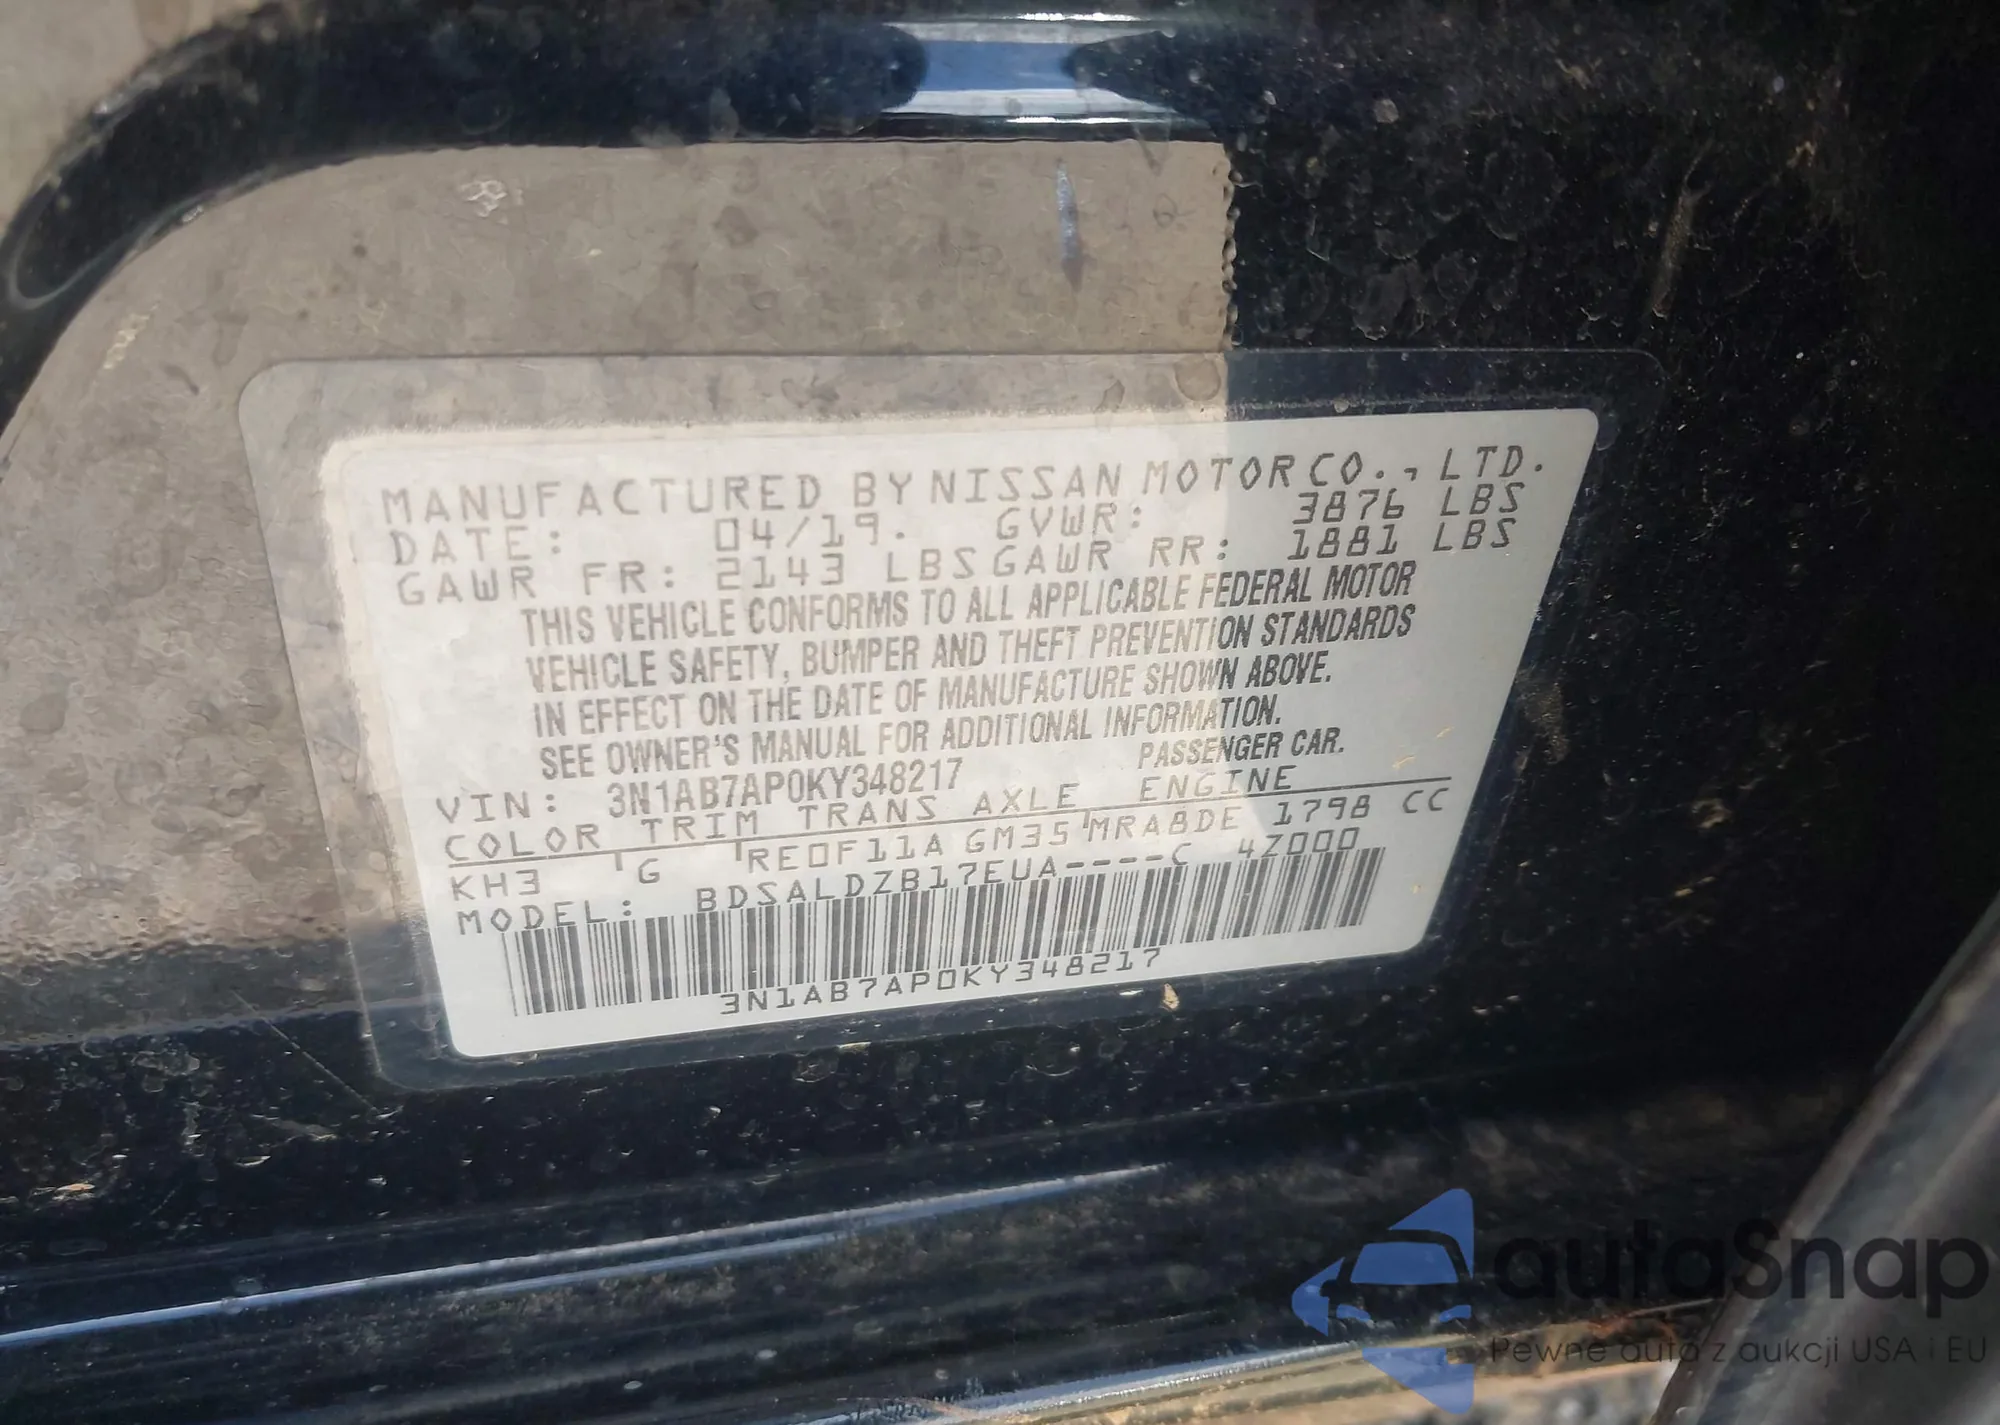 MANUFACTURED BY NISSAN MOTOR CO., LTD.
DATE: 04/19. GVWR: 3876 LBS
GAWR FR: 2143 LBS GAWR RR: 1881 LBS
THIS VEHICLE CONFORMS TO ALL APPLICABLE FEDERAL MOTOR
VEHICLE SAFETY, BUMPER AND THEFT PREVENTION STANDARDS
IN EFFECT ON THE DATE OF MANUFACTURE SHOWN ABOVE.
SEE OWNER'S MANUAL FOR ADDITIONAL INFORMATION.
VIN: 3N1AB7AP0KY348217 PASSENGER CAR.
COLOR TRIM TRANS AXLE ENGINE
KH3 G RE0F11A GM35 MRA8DE 1798 CC
MODEL: BDSALDZB17EUA----C 4Z000
3N1AB7AP0KY348217
autaSnap
Pewne auta z aukcji USA i EU